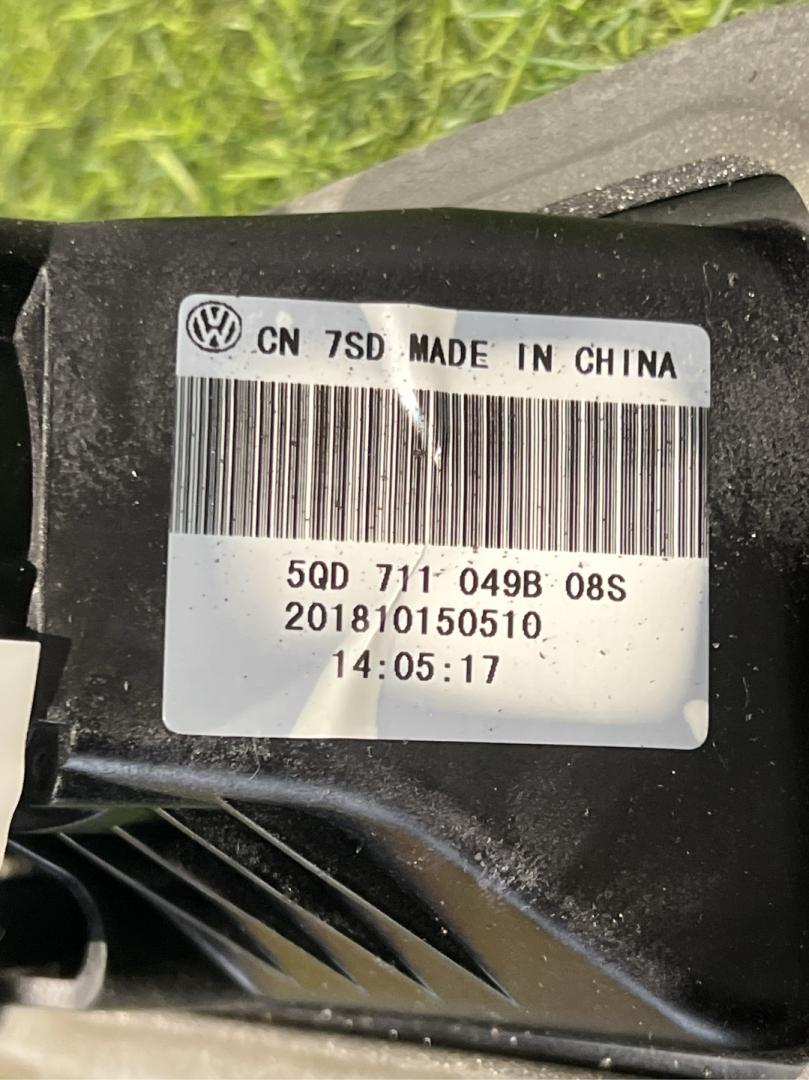 CN 7SD MADE IN CHINA
5QD 711 049B 08S
201810150510
14:05:17